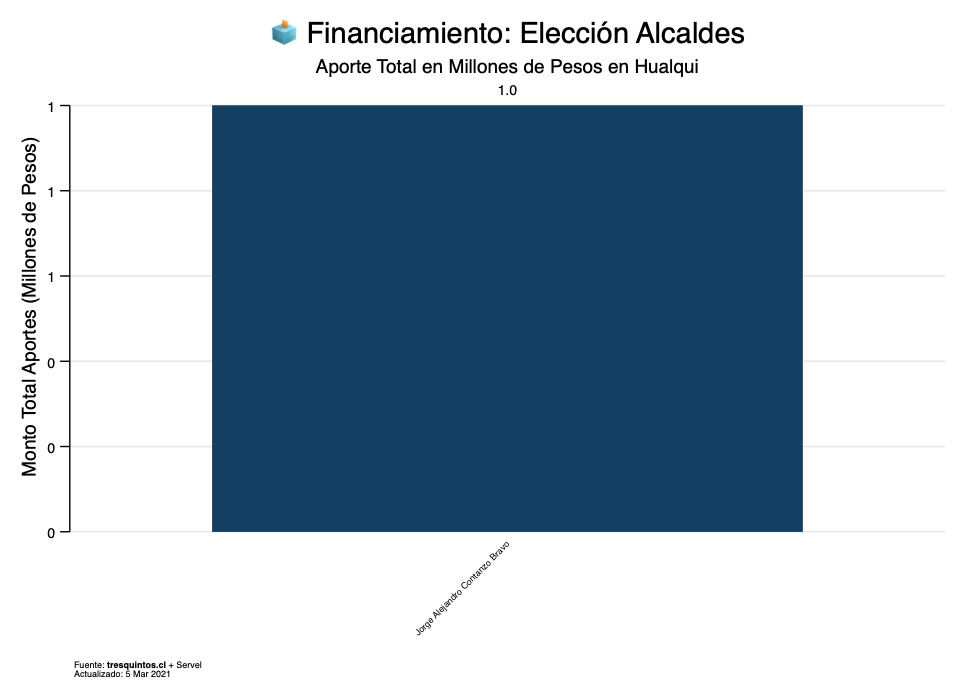 Financiamiento: Elección Alcaldes
Aporte Total en Millones de Pesos en Hualqui
1.0
Monto Total Aportes (Millones de Pesos)
1
1
1
0
0
0
Jorge Alejandro Contanzo Bravo
Fuente: tresquintos.cl + Servel
Actualizado: 5 Mar 2021